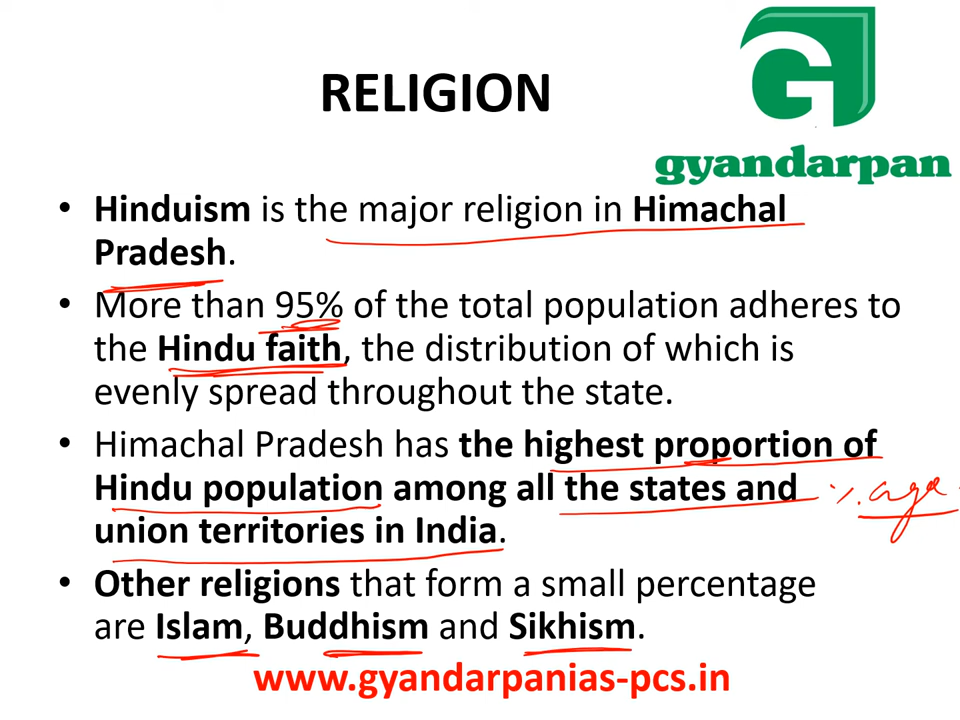 RELIGION
gyandarpan
• Hinduism is the major religion in Himachal
Pradesh.
• More than 95% of the total population adheres to
the Hindu faith, the distribution of which is
evenly spread throughout the state.
• Himachal Pradesh has the highest proportion of
Hindu population among all the states and
%age
union territories in India.
• Other religions that form a small percentage
are Islam, Buddhism and Sikhism.
www.gyandarpanias-pcs.in